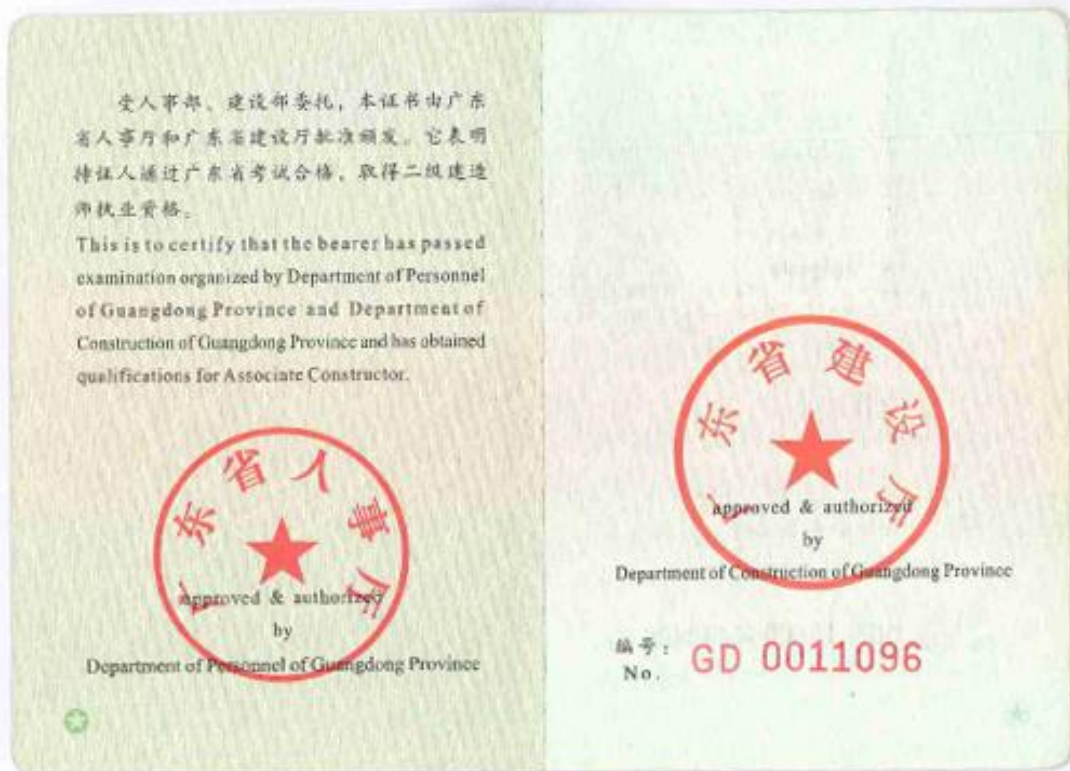 受人事部、建设部委托，本证书由广东
省人事厅和广东省建设厅批准颁发。它表明
持证人通过广东省考试合格，取得二级建造
师执业资格。
This is to certify that the bearer has passed
examination organized by Department of Personnel
of Guangdong Province and Department of
Construction of Guangdong Province and has obtained
qualifications for Associate Constructor.
广东省人事厅
approved & authorized
by
Department of Personnel of Guangdong Province
广东省建设厅
approved & authorized
by
Department of Construction of Guangdong Province
编号：
No.
GD 0011096